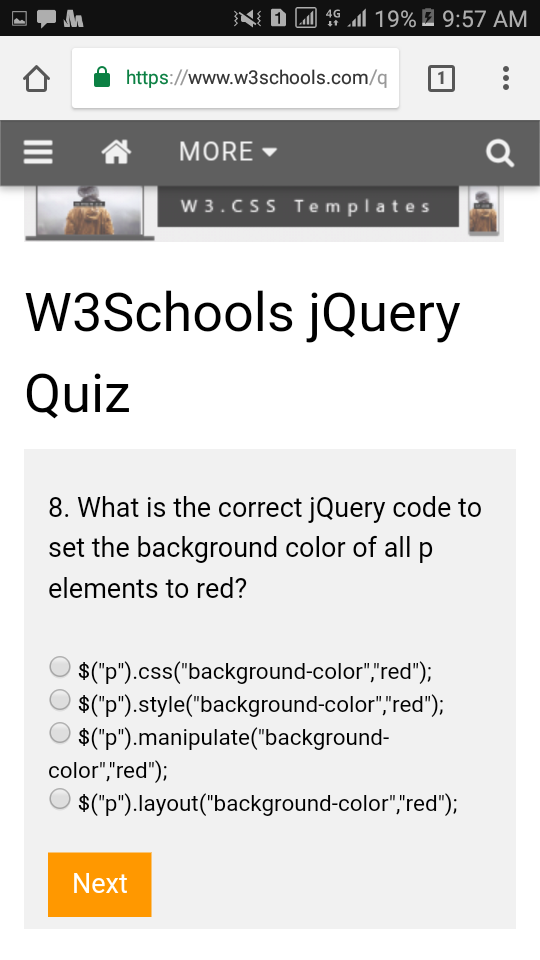 4G 19% 9:57 AM
https://www.w3schools.com/q
1
MORE
W3.CSS Templates
W3Schools jQuery
Quiz
8. What is the correct jQuery code to
set the background color of all p
elements to red?
$("p").css("background-color","red");
$("p").style("background-color","red");
$("p").manipulate("background-
color","red");
$("p").layout("background-color","red");
Next